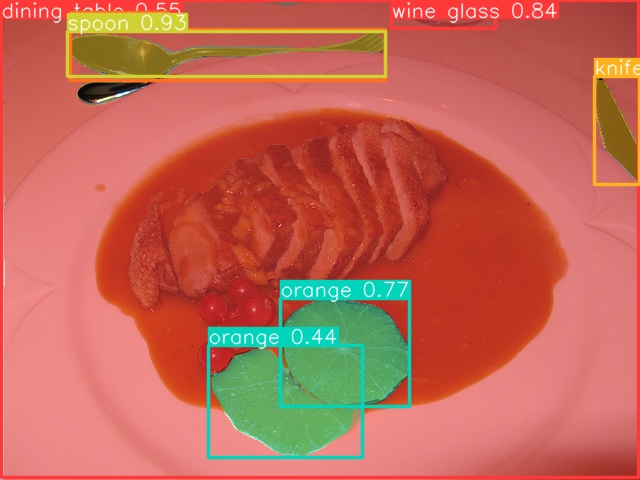 dining table 0.55
wine glass 0.84
spoon 0.93
knife
orange 0.77
orange 0.44